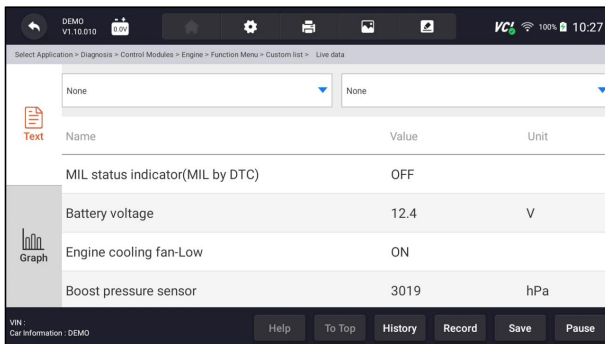 DEMO
V1.10.010
0.0V
VCI
100%
10:27
Select Application > Diagnosis > Control Modules > Engine > Function Menu > Custom list > Live data
None None
Text
Name Value Unit
MIL status indicator(MIL by DTC) OFF
Battery voltage 12.4 V
Graph
Engine cooling fan-Low ON
Boost pressure sensor 3019 hPa
VIN :
Car Information : DEMO
Help To Top History Record Save Pause